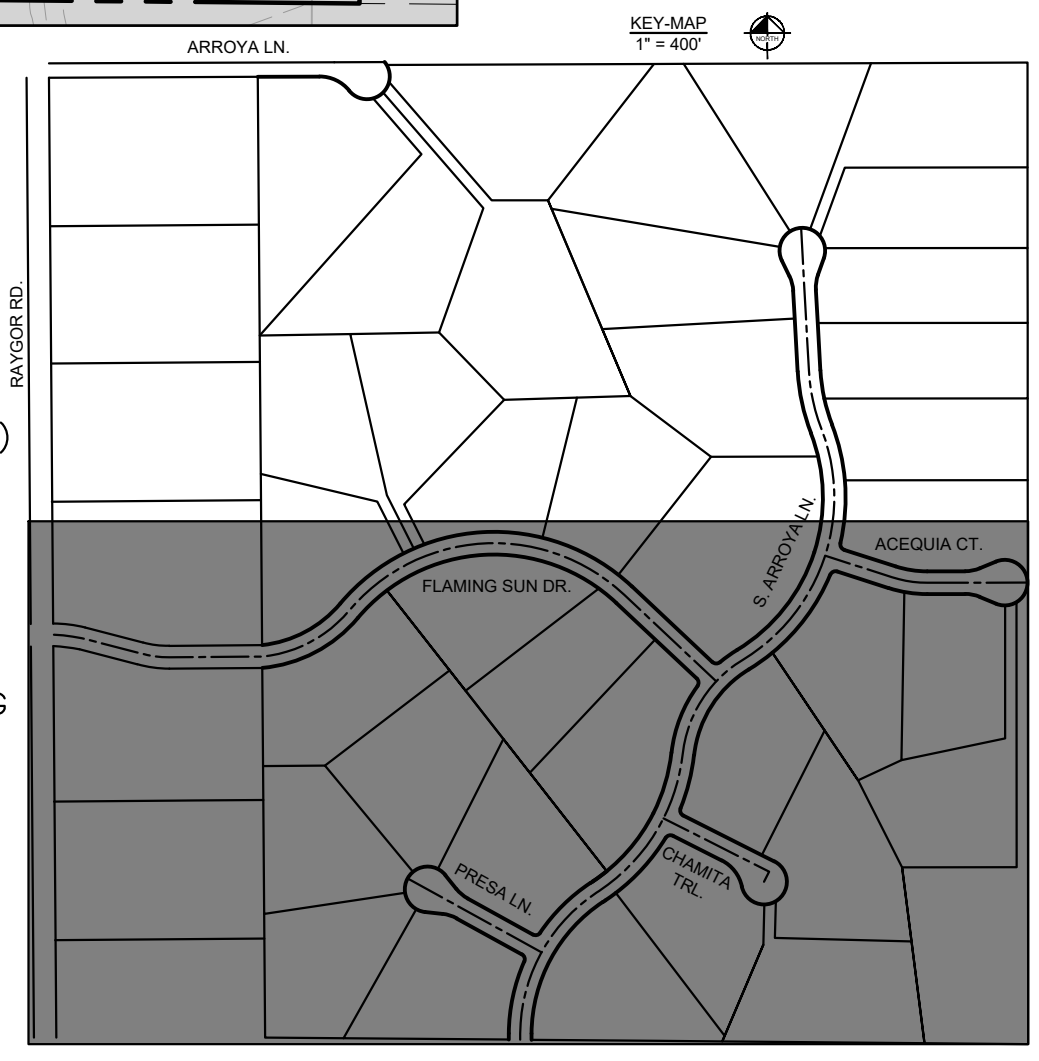 KEY-MAP
1" = 400'
NORTH
ARROYA LN.
RAYGOR RD.
S. ARROYA LN.
ACEQUIA CT.
FLAMING SUN DR.
CHAMITA
TRL.
PRESA LN.